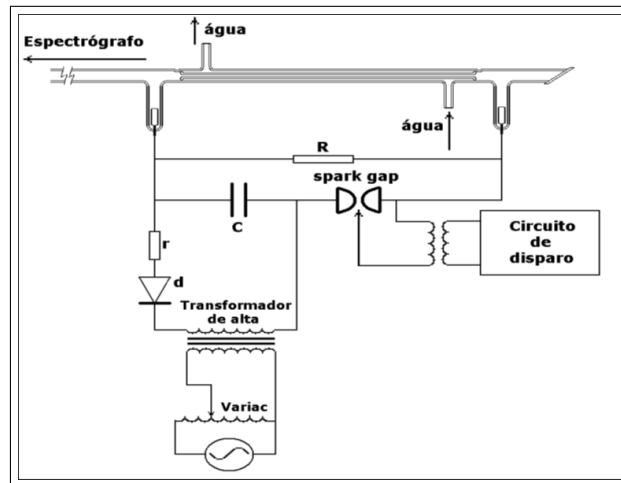 água
Espectrógrafo
água
R
spark gap
C
Circuito
de
disparo
r
d
Transformador
de alta
Variac